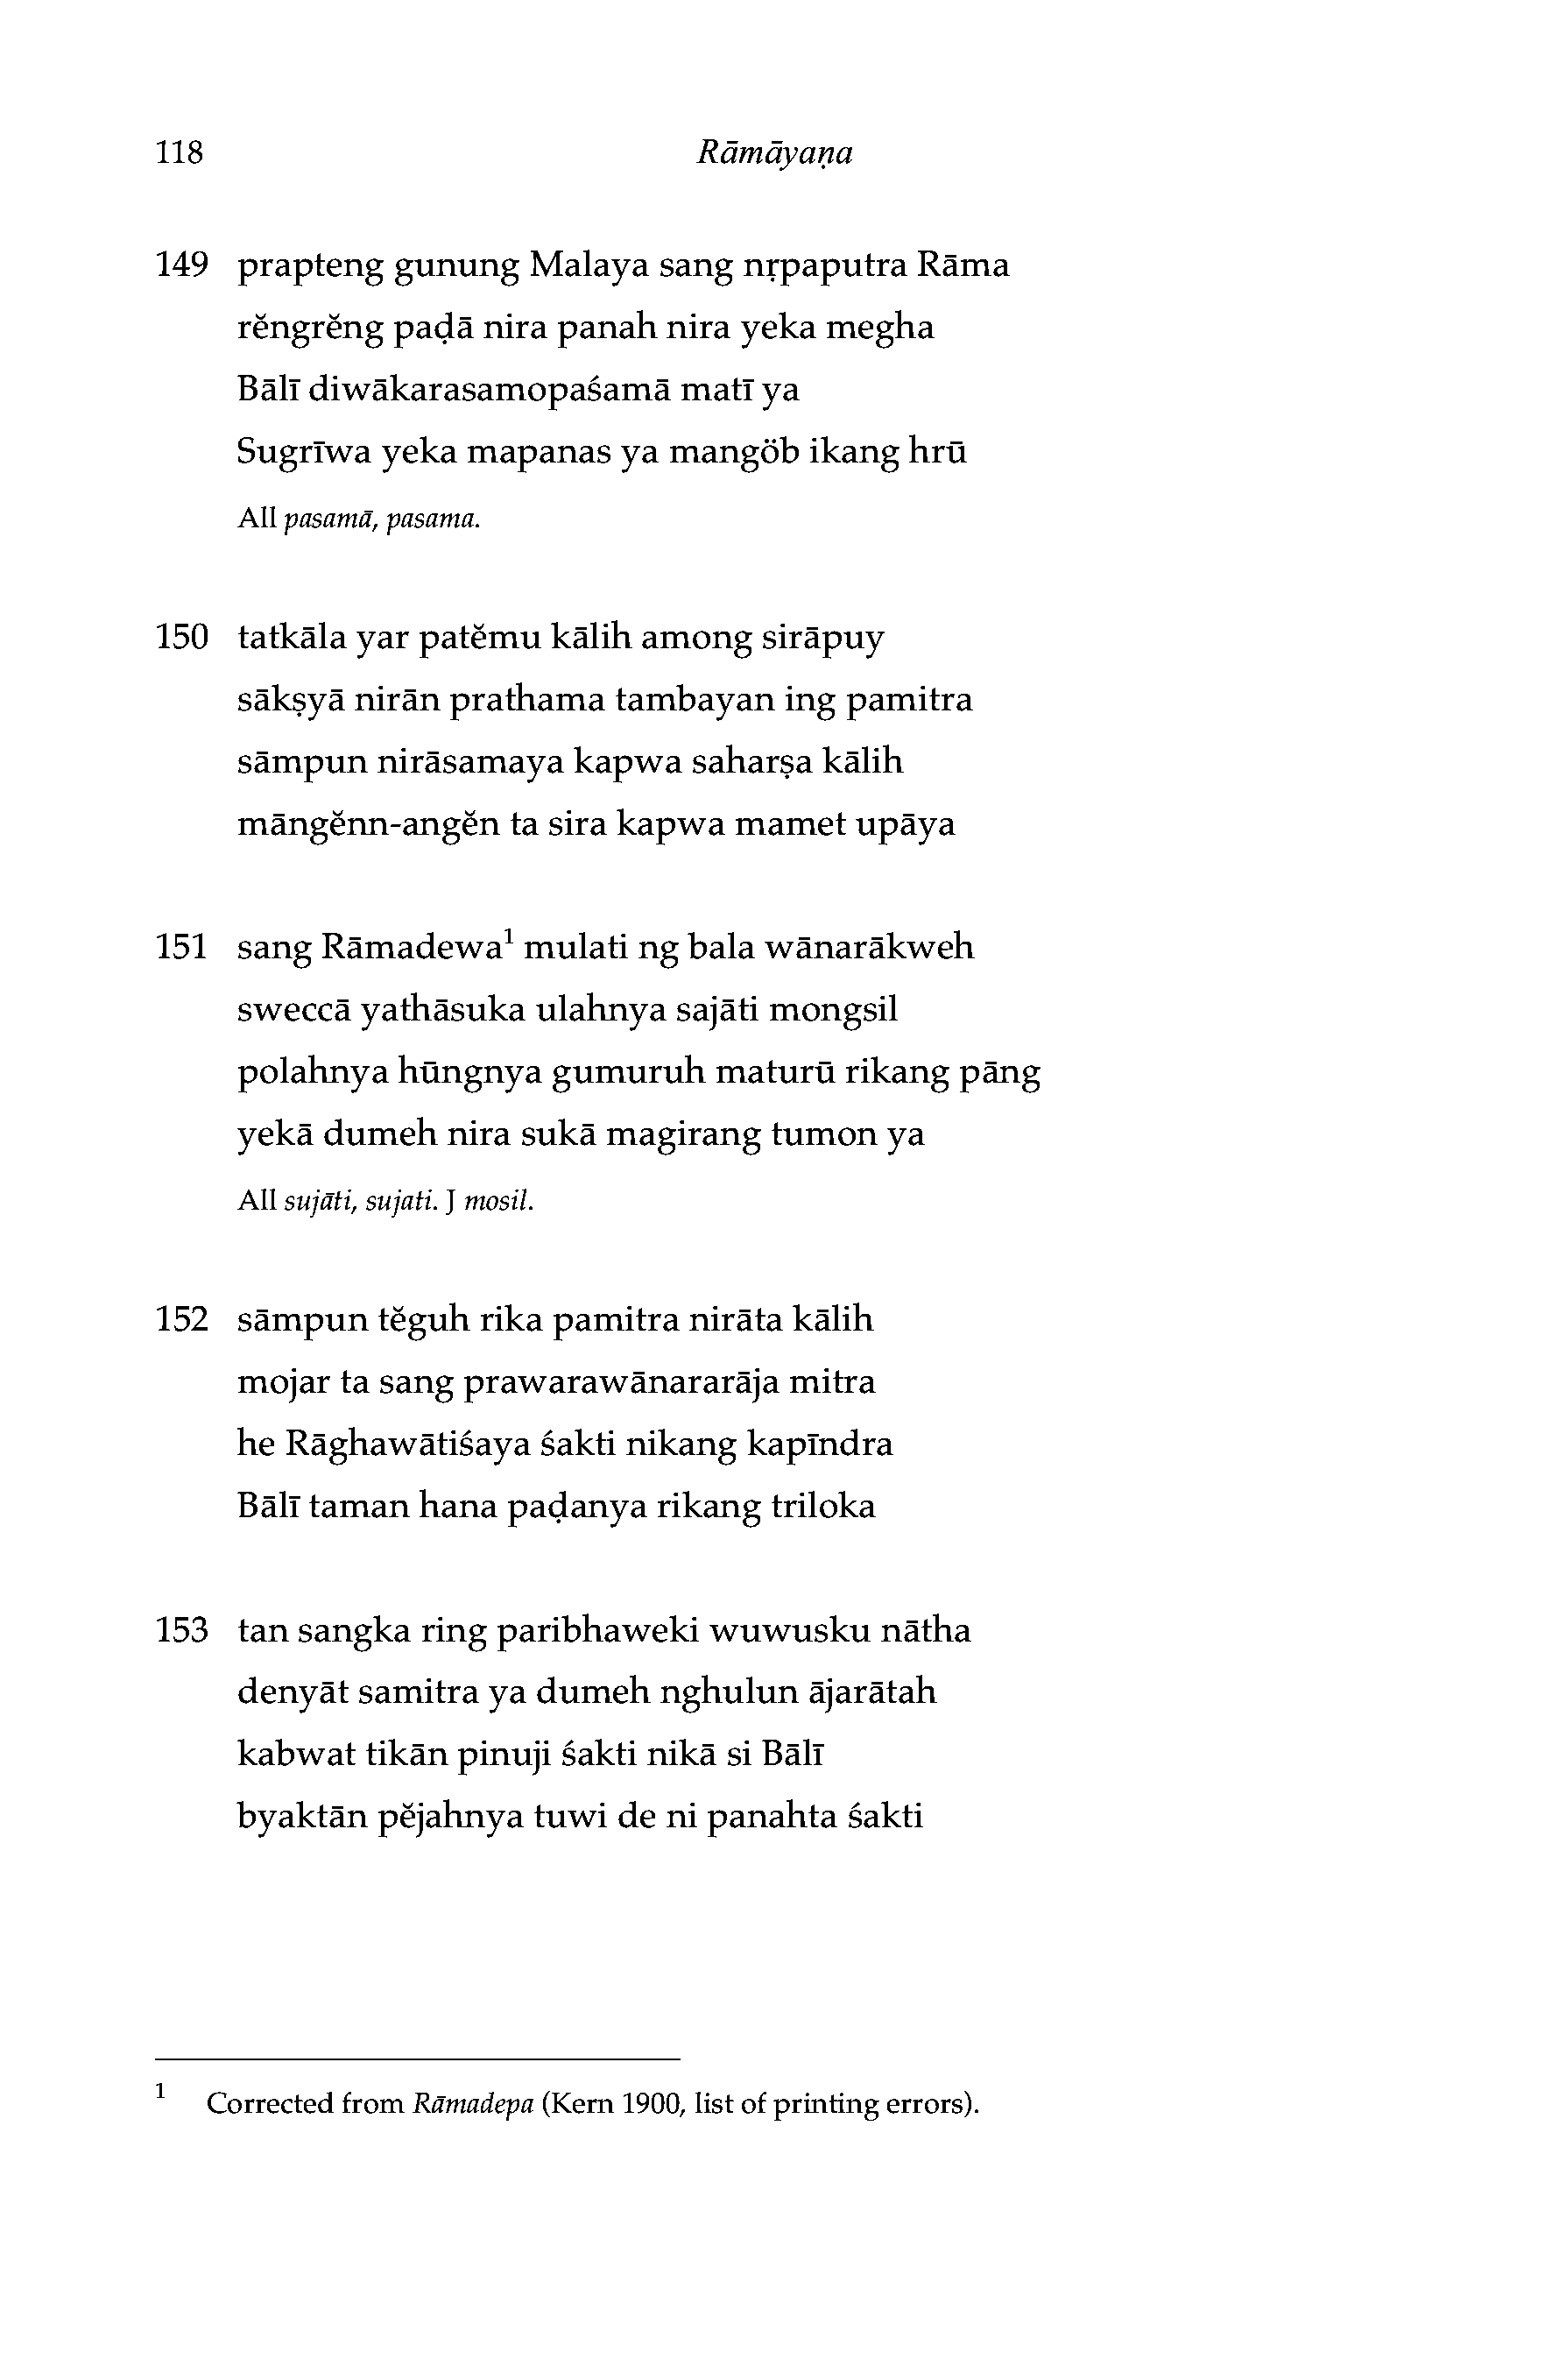 118 Rāmāyaṇa
149 prapteng gunung Malaya sang nṛpaputra Rāma
rĕngrĕng paḍā nira panah nira yeka megha
Bālī diwākarasamopaśamā matī ya
Sugrīwa yeka mapanas ya mangöb ikang hrū
All pasamā, pasama.
150 tatkāla yar patĕmu kālih among sirāpuy
sākṣyā nirān prathama tambayan ing pamitra
sāmpun nirāsamaya kapwa saharṣa kālih
māngĕnn-angĕn ta sira kapwa mamet upāya
151 sang Rāmadewa¹ mulati ng bala wānarākweh
sweccā yathāsuka ulahnya sajāti mongsil
polahnya hūngnya gumuruh maturū rikang pāng
yekā dumeh nira sukā magirang tumon ya
All sujāti, sujati. J mosil.
152 sāmpun tĕguh rika pamitra nirāta kālih
mojar ta sang prawarawānararāja mitra
he Rāghawātiśaya śakti nikang kapīndra
Bālī taman hana paḍanya rikang triloka
153 tan sangka ring paribhaweki wuwusku nātha
denyāt samitra ya dumeh nghulun ājarātah
kabwat tikān pinuji śakti nikā si Bālī
byaktān pĕjahnya tuwi de ni panahta śakti
1 Corrected from Rāmadepa (Kern 1900, list of printing errors).